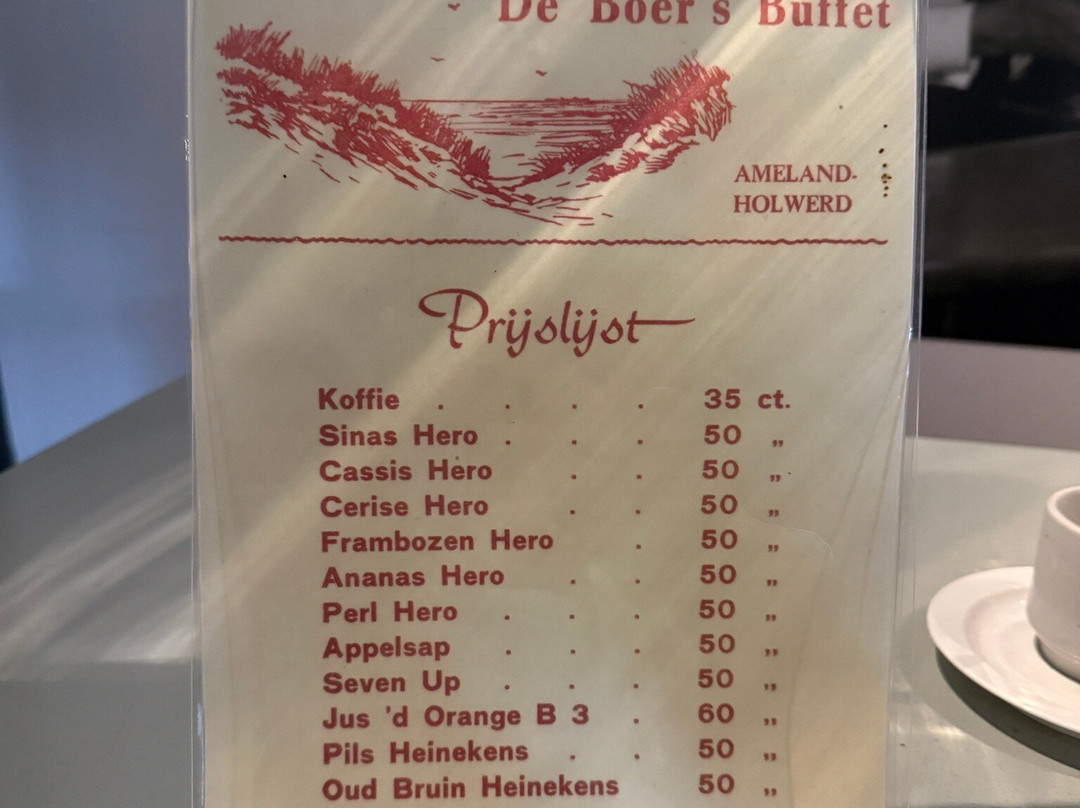 De Boer's Buffet
AMELAND-
HOLWERD
Prijslijst
Koffie . . . . 35 ct.
Sinas Hero . . . 50 „
Cassis Hero . . 50 „
Cerise Hero . . 50 „
Frambozen Hero . 50 „
Ananas Hero . . 50 „
Perl Hero . . . 50 „
Appelsap . . . 50 „
Seven Up . . . 50 „
Jus 'd Orange B 3 . 60 „
Pils Heinekens . . 50 „
Oud Bruin Heinekens 50 „